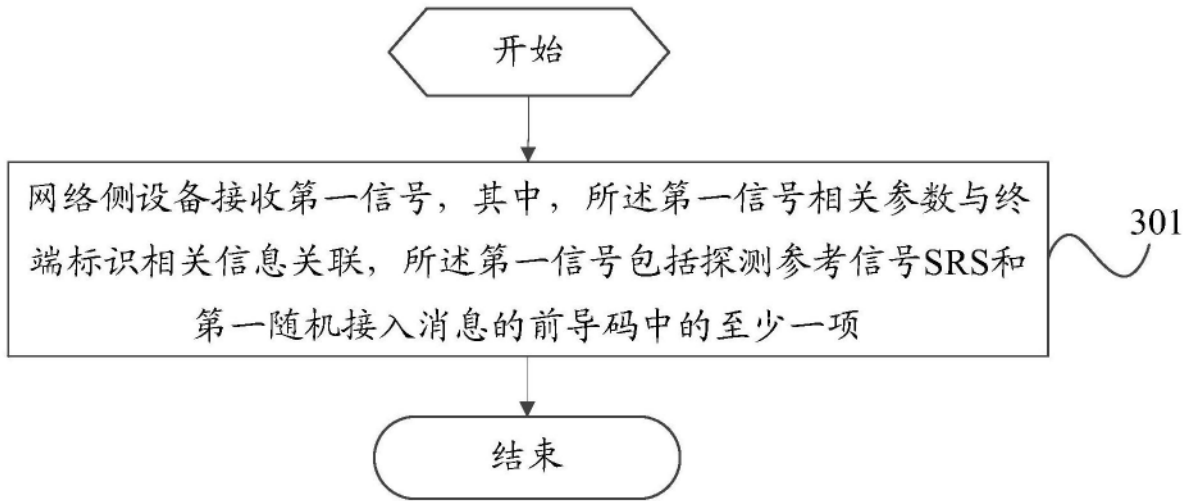 开始
网络侧设备接收第一信号，其中，所述第一信号相关参数与终
端标识相关信息关联，所述第一信号包括探测参考信号SRS和
第一随机接入消息的前导码中的至少一项
301
结束